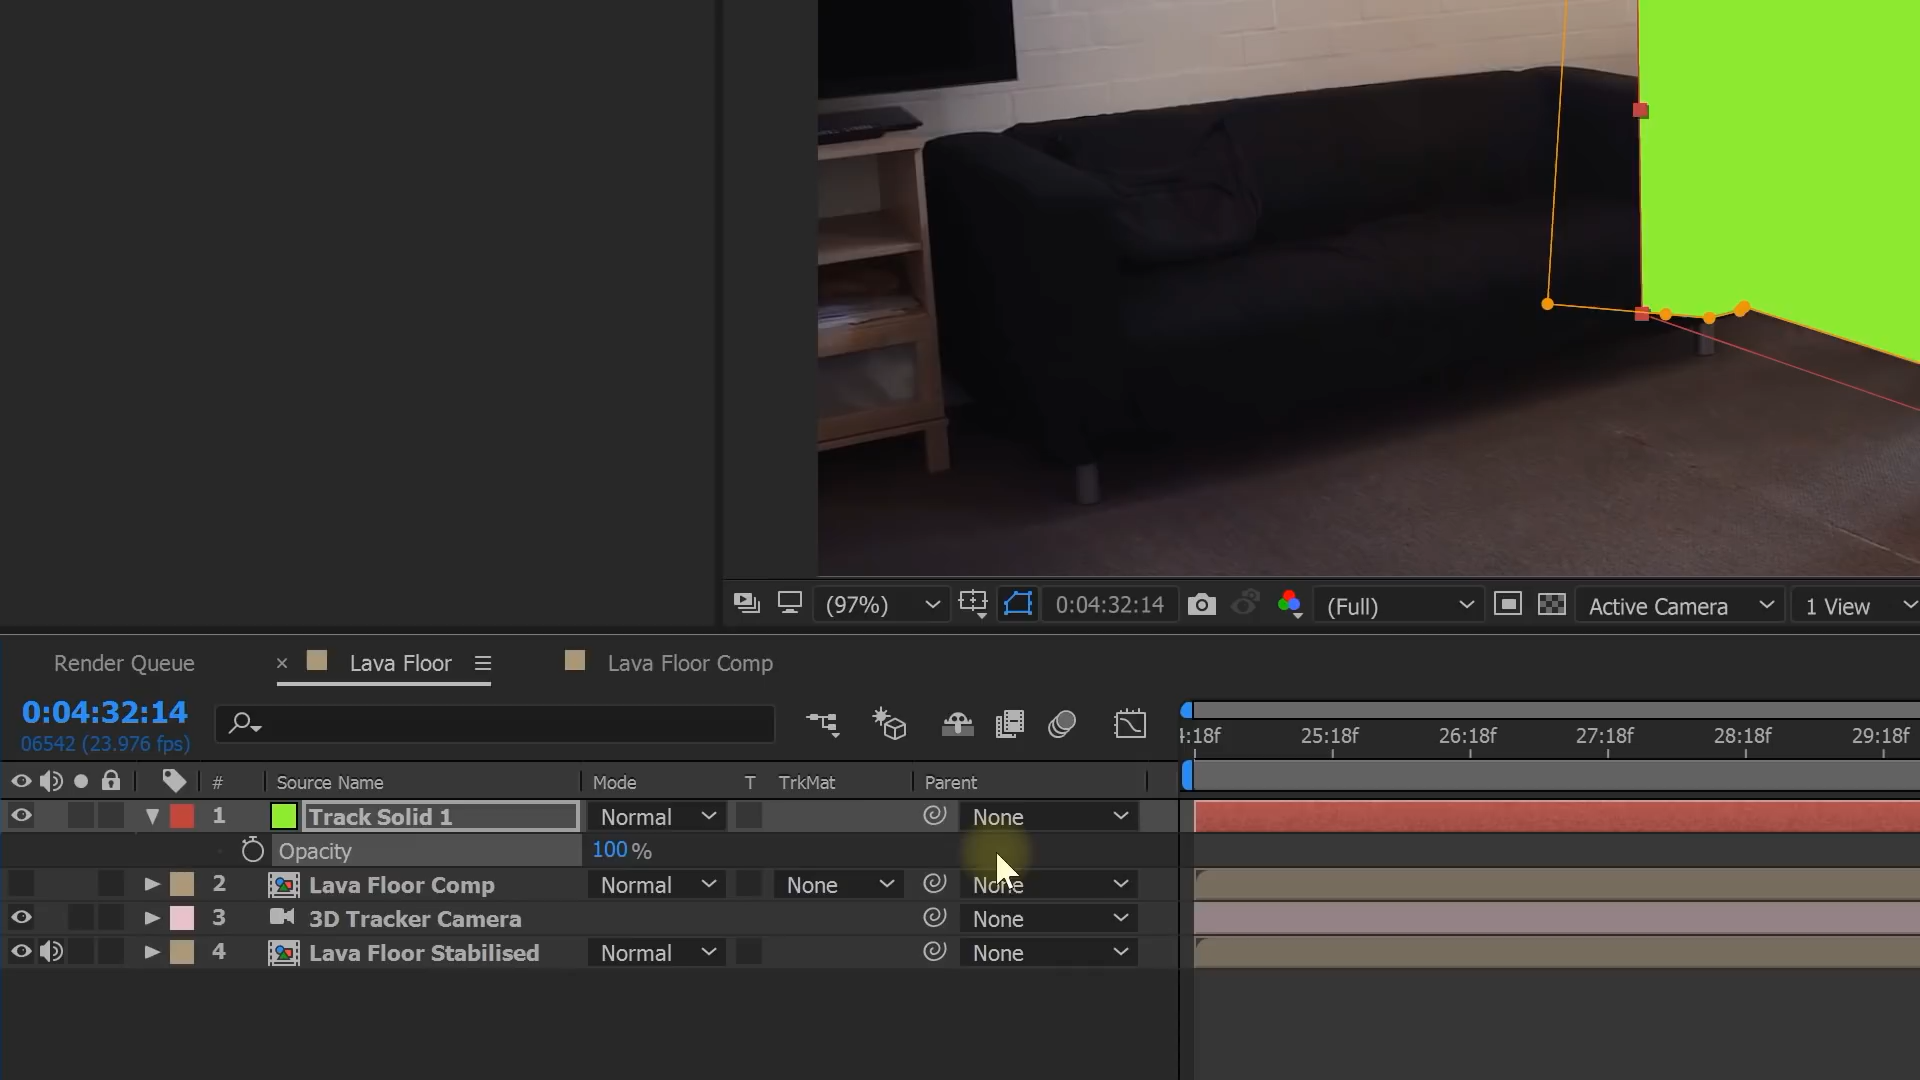 (97%) 0:04:32:14 (Full) Active Camera 1 View
Render Queue × Lava Floor Lava Floor Comp
0:04:32:14
06542 (23.976 fps)
4:18f 25:18f 26:18f 27:18f 28:18f 29:18f
# Source Name Mode T TrkMat Parent
1 Track Solid 1 Normal None
Opacity 100 %
2 Lava Floor Comp Normal None None
3 3D Tracker Camera None
4 Lava Floor Stabilised Normal None